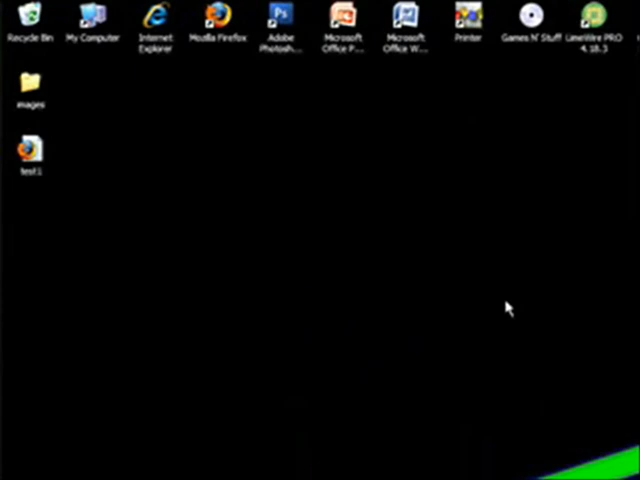 Recycle Bin
My Computer
Internet
Explorer
Mozilla Firefox
Adobe
Photosh...
Microsoft
Office P...
Microsoft
Office W...
Printer
Games N' Stuff
LimeWire PRO
4.18.3
images
test1